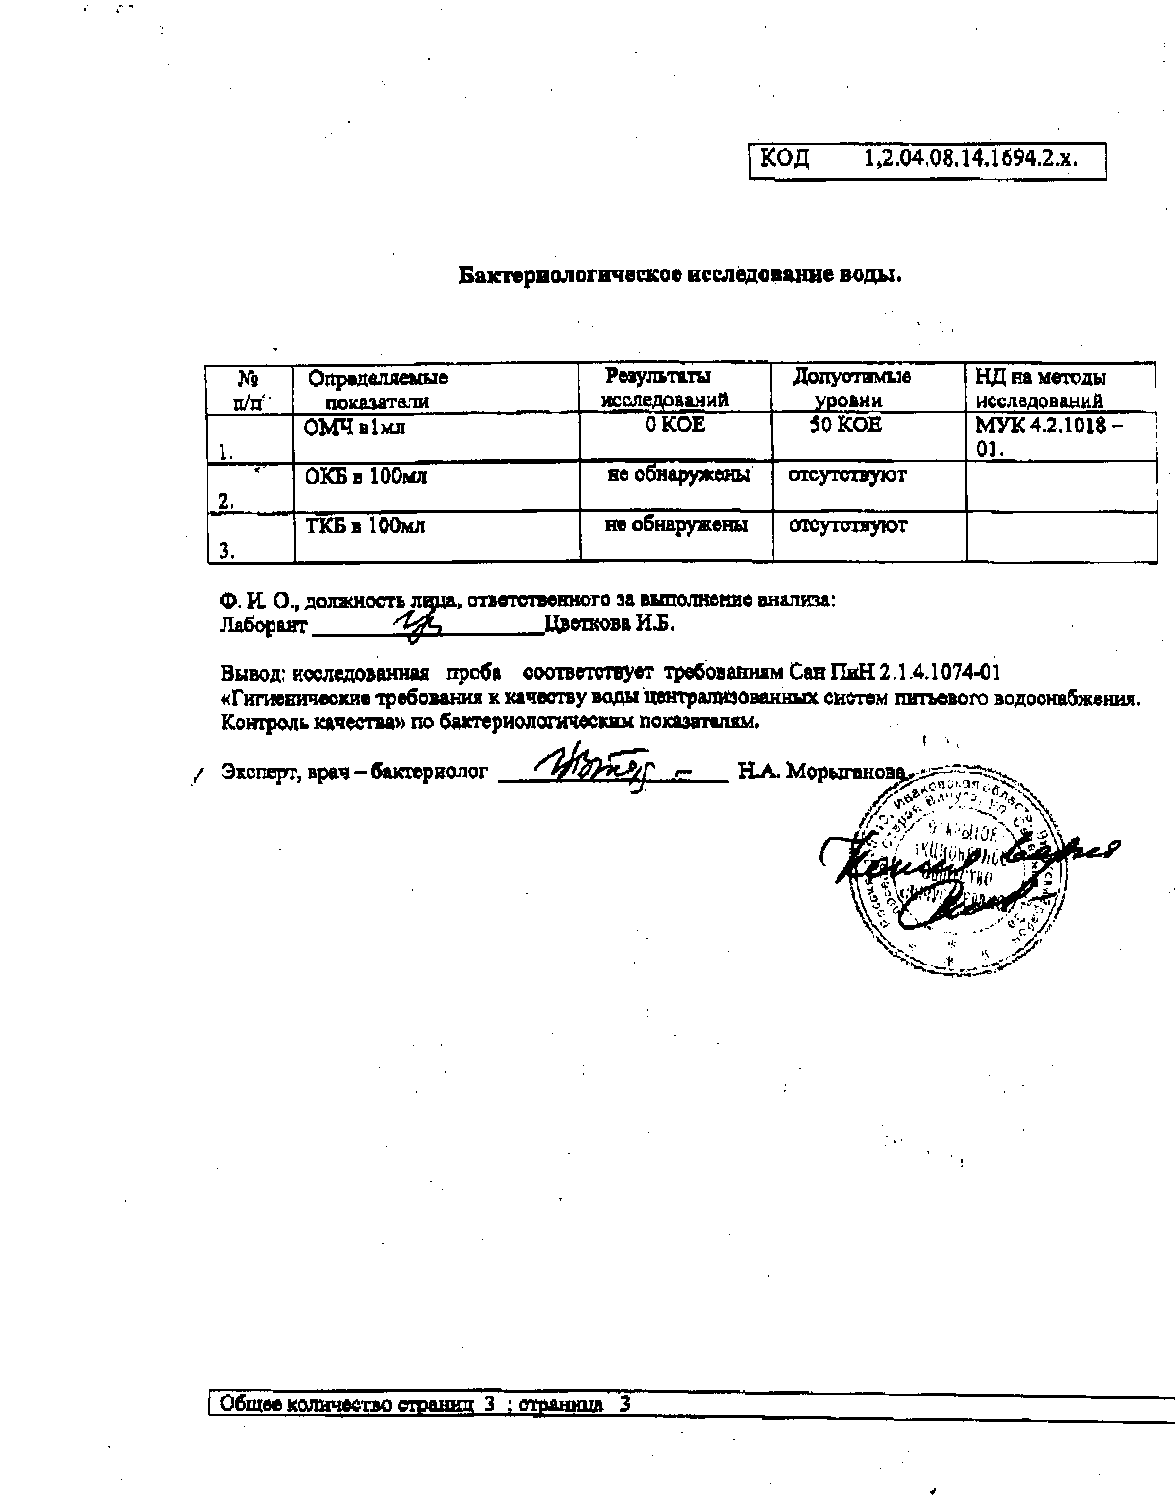 КОД 1,2.04.08.14.1694.2.х.
Бактериологическое исследование воды.
№ п/п Определяемые показатели Результаты исследований Допустимые уровни НД на методы исследований
1. ОМЧ в 1мл 0 КОЕ 50 КОЕ МУК 4.2.1018 – 01.
2. ОКБ в 100мл не обнаружены отсутствуют
3. ТКБ в 100мл не обнаружены отсутствуют
Ф. И. О., должность лица, ответственного за выполнение анализа:
Лаборант Цветкова И.Б.
Вывод: исследованная проба соответствует требованиям Сан ПиН 2.1.4.1074-01
«Гигиенические требования к качеству воды централизованных систем питьевого водоснабжения.
Контроль качества» по бактериологическим показателям.
Эксперт, врач – бактериолог Н.А. Морыганова
Копия верна
Общее количество страниц 3 ; страница 3